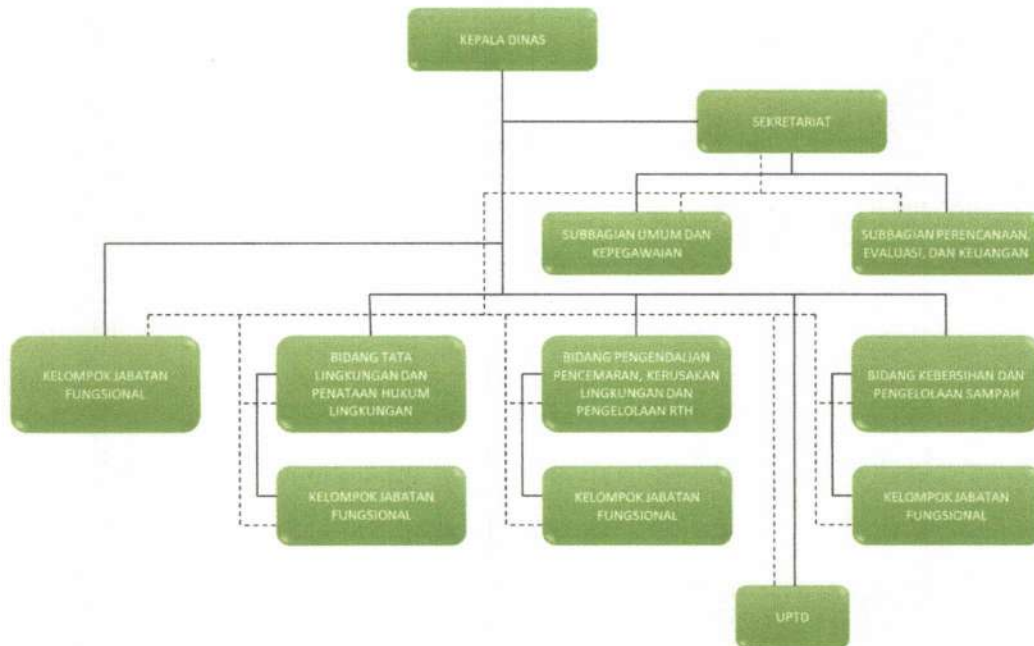 KEPALA DINAS
SEKRETARIAT
SUBBAGIAN UMUM DAN
KEPEGAWAIAN
SUBBAGIAN PERENCANAAN,
EVALUASI, DAN KEUANGAN
KELOMPOK JABATAN
FUNGSIONAL
BIDANG TATA
LINGKUNGAN DAN
PENATAAN HUKUM
LINGKUNGAN
BIDANG PENGENDALIAN
PENCEMARAN, KERUSAKAN
LINGKUNGAN DAN
PENGELOLAAN RTH
BIDANG KEBERSIHAN DAN
PENGELOLAAN SAMPAH
KELOMPOK JABATAN
FUNGSIONAL
KELOMPOK JABATAN
FUNGSIONAL
KELOMPOK JABATAN
FUNGSIONAL
UPTD